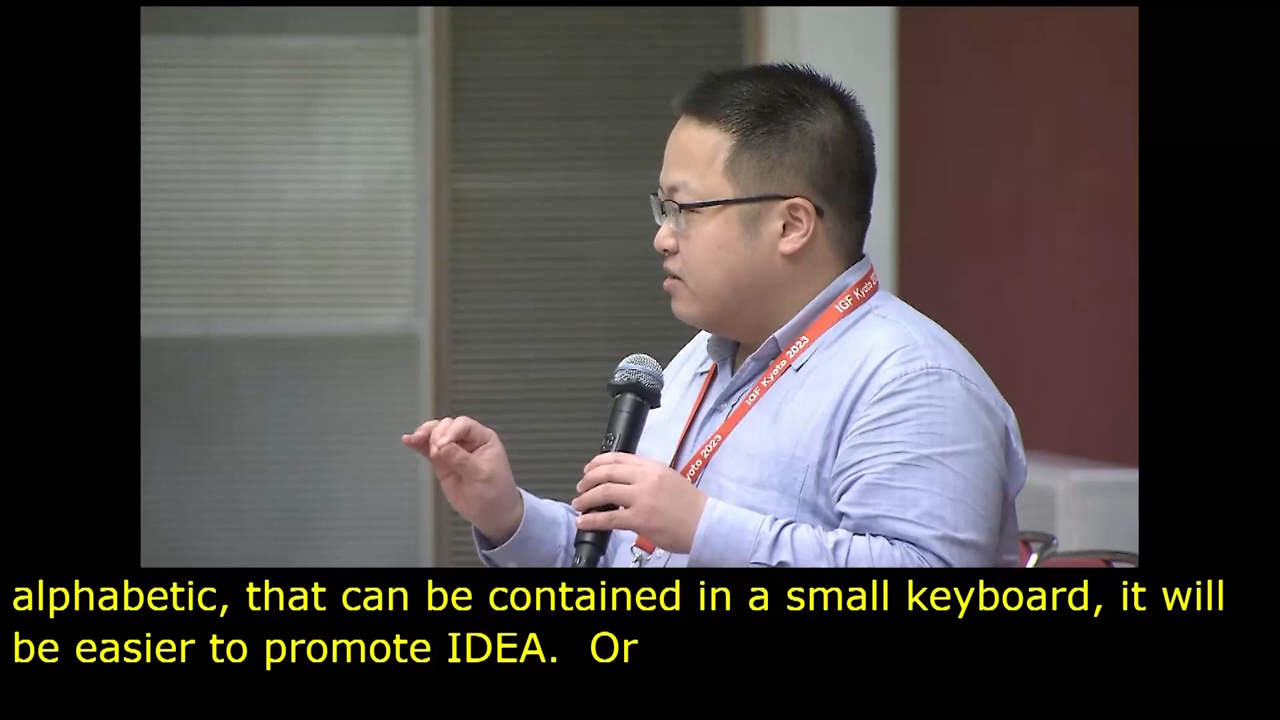 IGF Kyoto
IGF Kyoto 2023
yoto 2023
alphabetic, that can be contained in a small keyboard, it will
be easier to promote IDEA.  Or